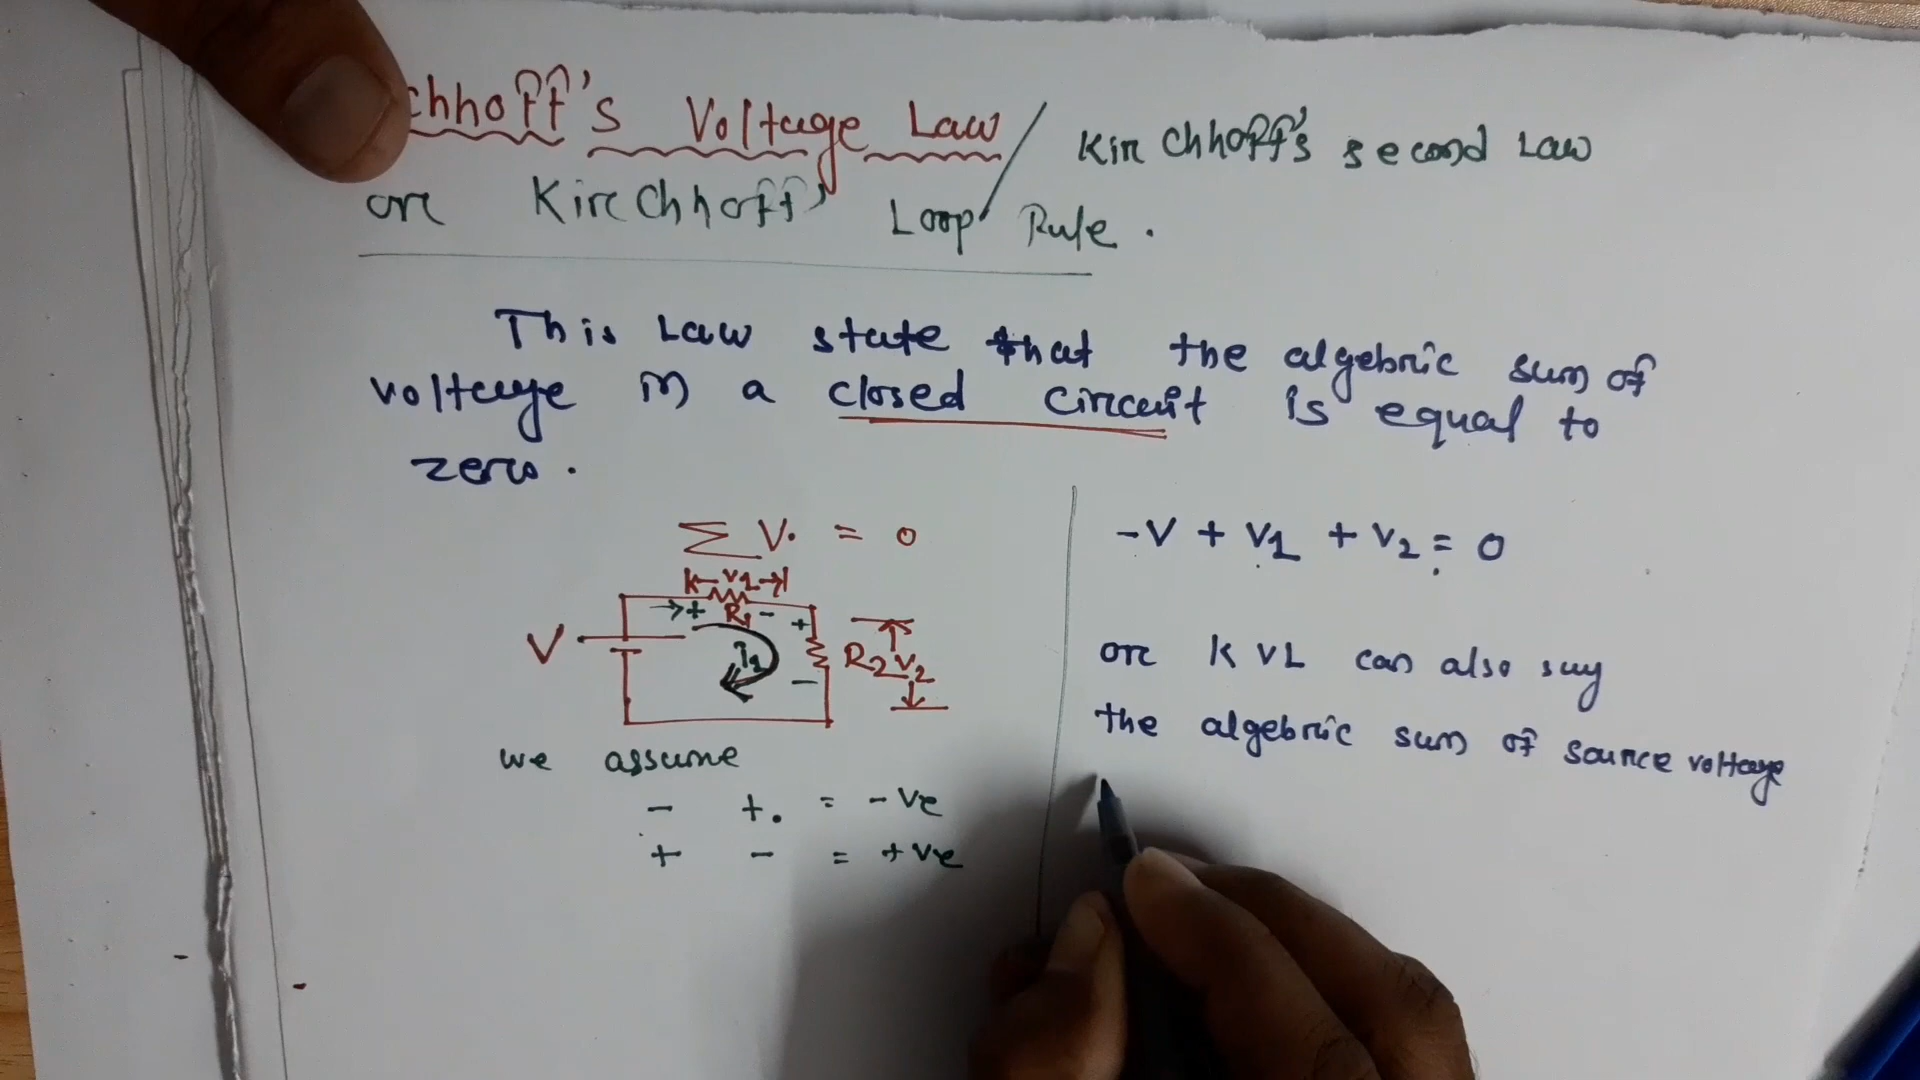 chhoff's Voltage Law / Kirchhoff's second Law
or Kirchhoff's Loop Rule.
This Law state that the algebric sum of
voltage in a closed circuit is equal to
zero.
Σ V. = 0
V1
+ R1 - +
V I1 R2 V2
-
we assume
- +. = -ve
+ - = +ve
-V + V1 + V2 = 0
or KVL can also say
the algebric sum of source voltage